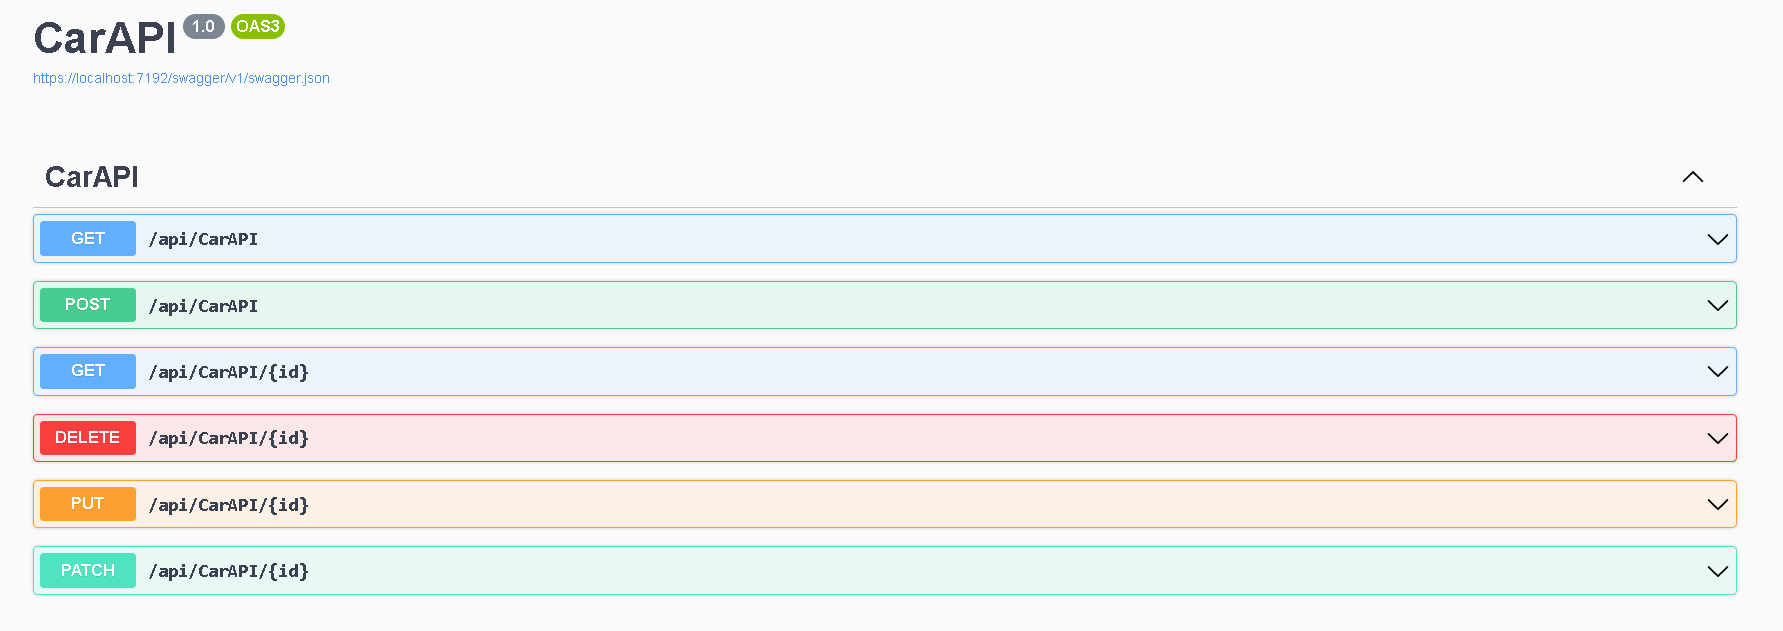 CarAPI 1.0 OAS3
https://localhost:7192/swagger/v1/swagger.json
CarAPI
GET /api/CarAPI
POST /api/CarAPI
GET /api/CarAPI/{id}
DELETE /api/CarAPI/{id}
PUT /api/CarAPI/{id}
PATCH /api/CarAPI/{id}